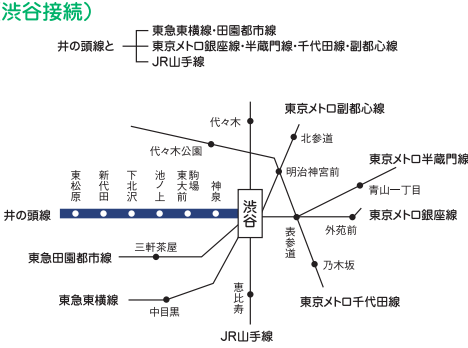 渋谷接続)
井の頭線と
東急東横線・田園都市線
東京メトロ銀座線・半蔵門線・千代田線・副都心線
JR山手線
代々木
東京メトロ副都心線
北参道
代々木公園
明治神宮前
東京メトロ半蔵門線
青山一丁目
東松原
新代田
下北沢
池ノ上
駒場東大前
神泉
井の頭線
渋谷
東京メトロ銀座線
外苑前
表参道
三軒茶屋
東急田園都市線
乃木坂
東急東横線
中目黒
恵比寿
東京メトロ千代田線
JR山手線